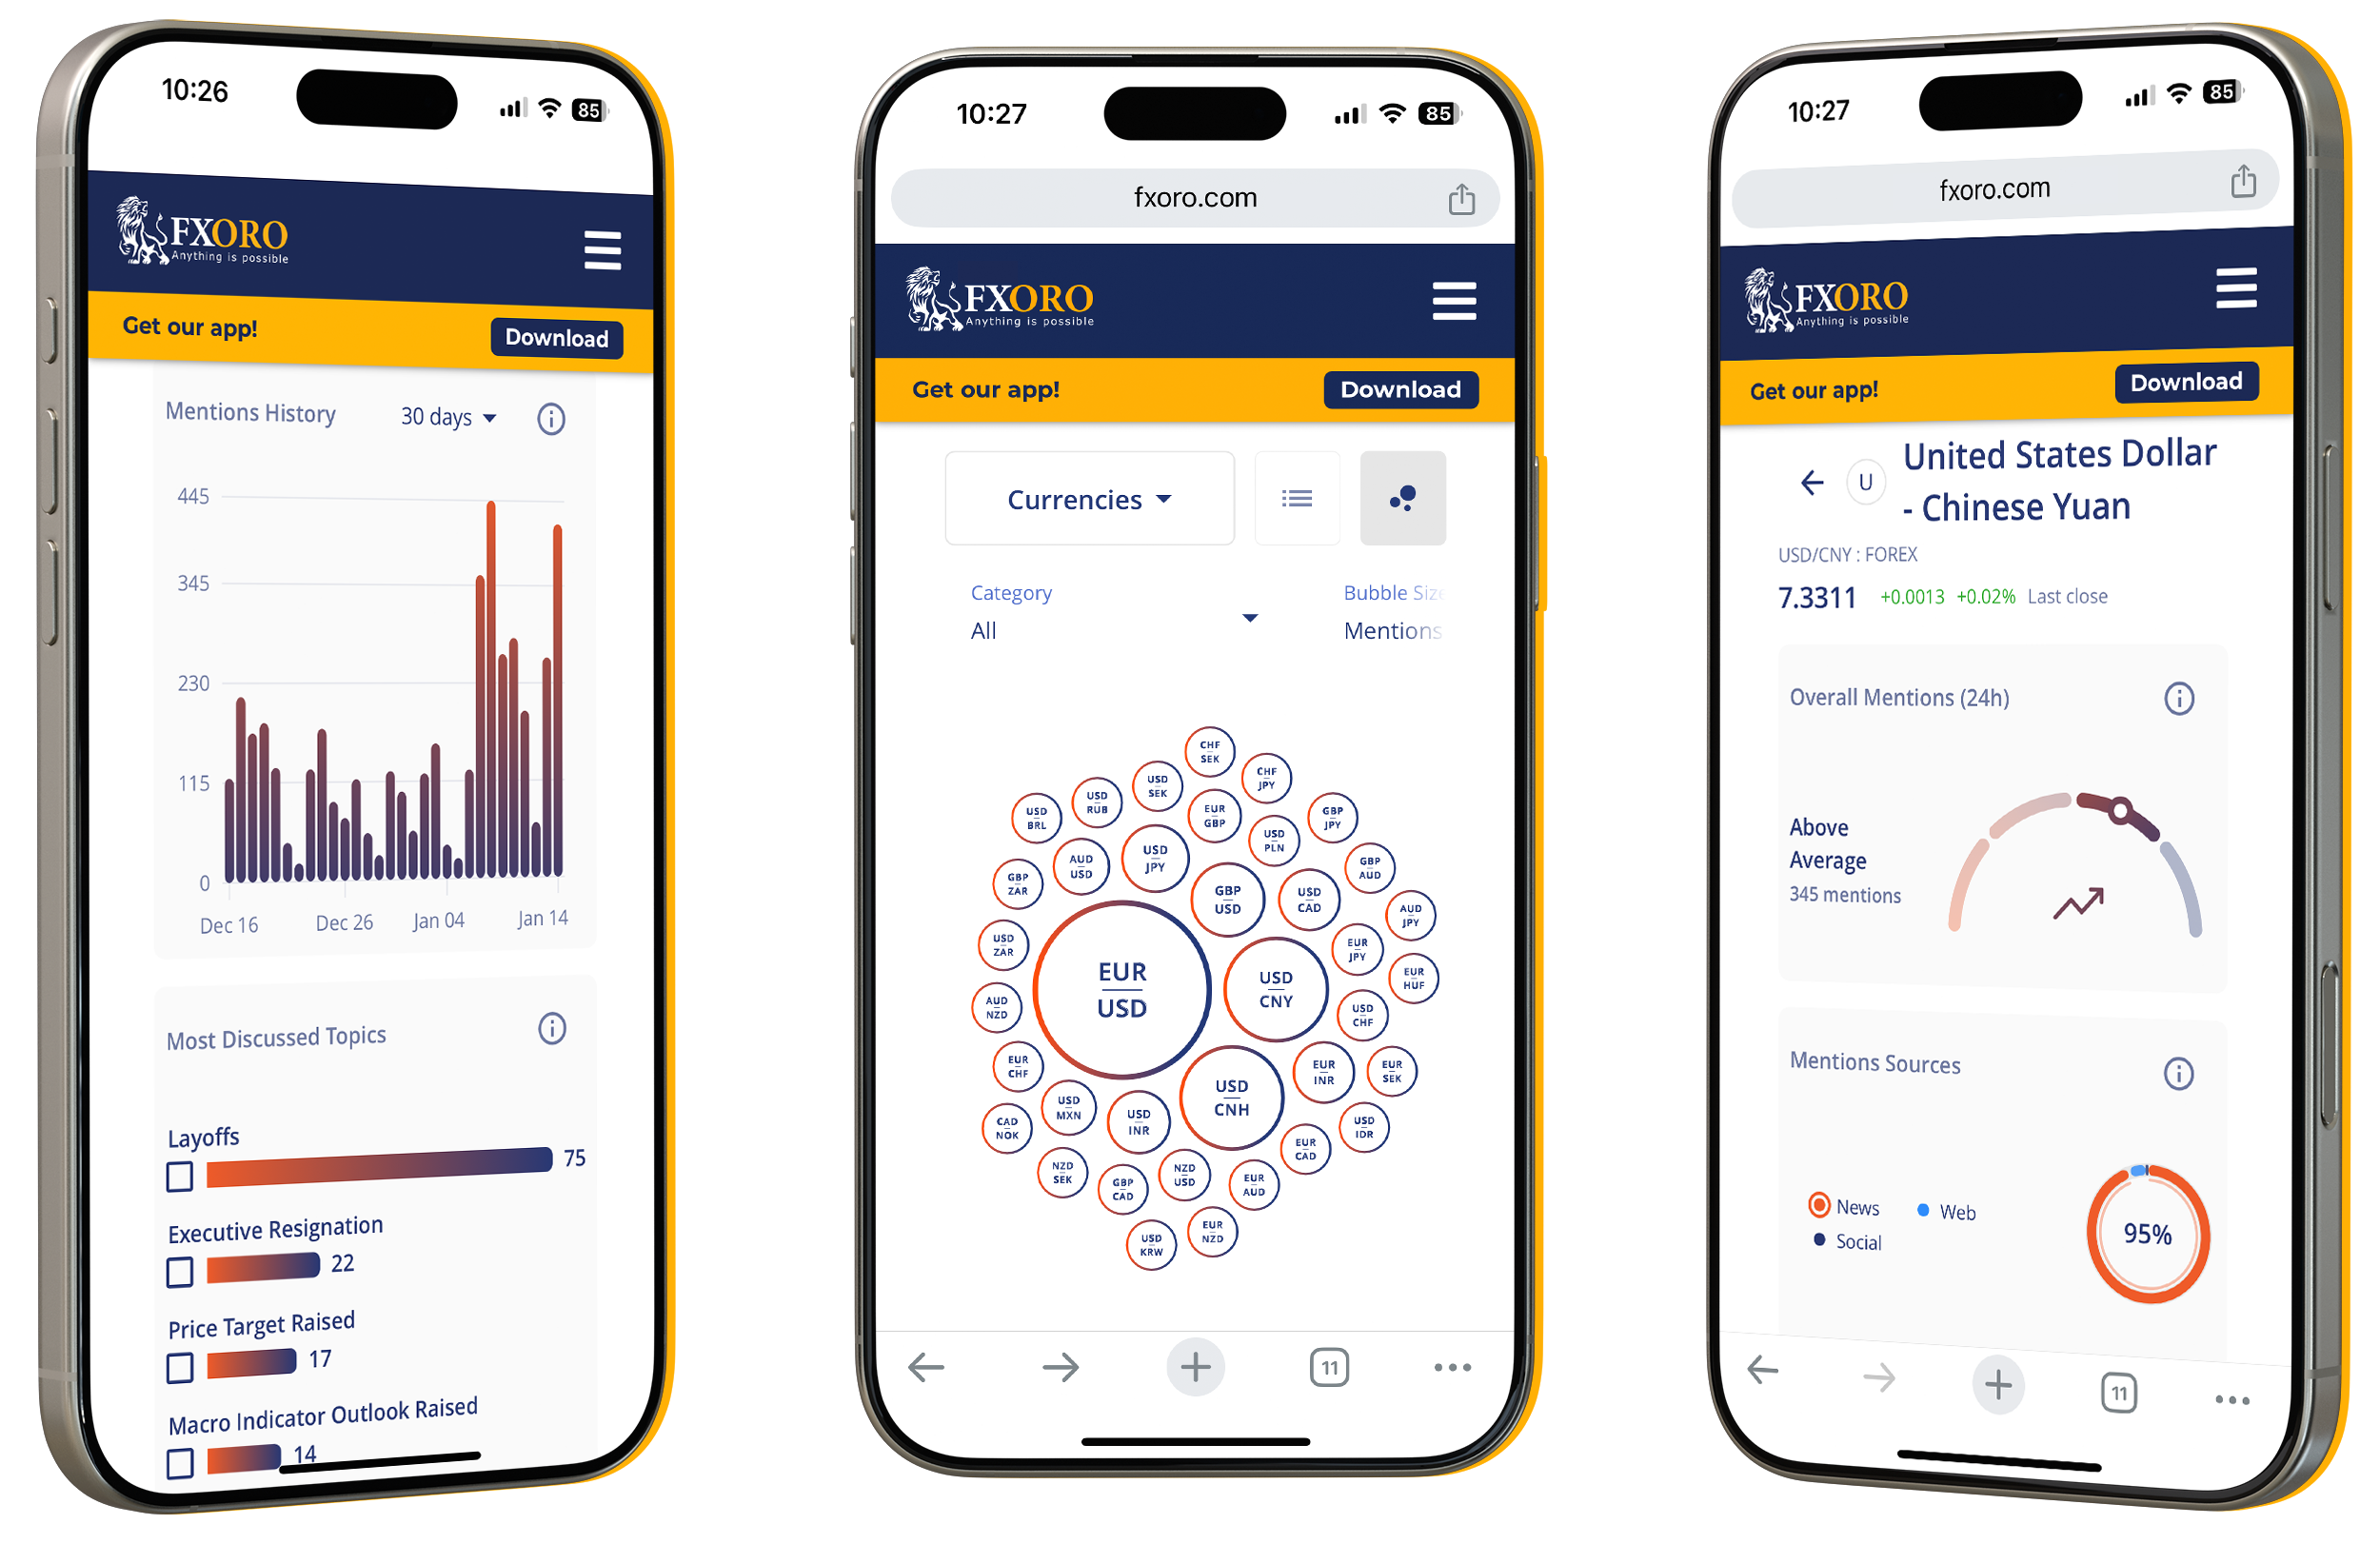 10:26
85
FXORO
Anything is possible
Get our app!
Download
Mentions History
30 days
445
345
230
115
0
Dec 16
Dec 26
Jan 04
Jan 14
Most Discussed Topics
Layoffs
75
Executive Resignation
22
Price Target Raised
17
Macro Indicator Outlook Raised
14
10:27
85
fxoro.com
FXORO
Anything is possible
Get our app!
Download
Currencies
Category
Bubble Size
All
Mentions
CHF
SEK
CHF
JPY
USD
SEK
USD
RUB
USD
BRL
EUR
GBP
GBP
JPY
USD
PLN
USD
JPY
AUD
USD
GBP
AUD
GBP
ZAR
GBP
USD
USD
CAD
AUD
JPY
USD
ZAR
EUR
JPY
EUR
HUF
EUR
USD
USD
CNY
AUD
NZD
USD
CHF
EUR
CHF
EUR
INR
EUR
SEK
USD
CNH
USD
MXN
USD
INR
CAD
NOK
USD
IDR
EUR
CAD
NZD
SEK
GBP
CAD
NZD
USD
EUR
AUD
USD
KRW
EUR
NZD
11
10:27
85
fxoro.com
FXORO
Anything is possible
Get our app!
Download
U
United States Dollar
- Chinese Yuan
USD/CNY : FOREX
7.3311 +0.0013 +0.02% Last close
Overall Mentions (24h)
Above
Average
345 mentions
Mentions Sources
News
Web
Social
95%
11